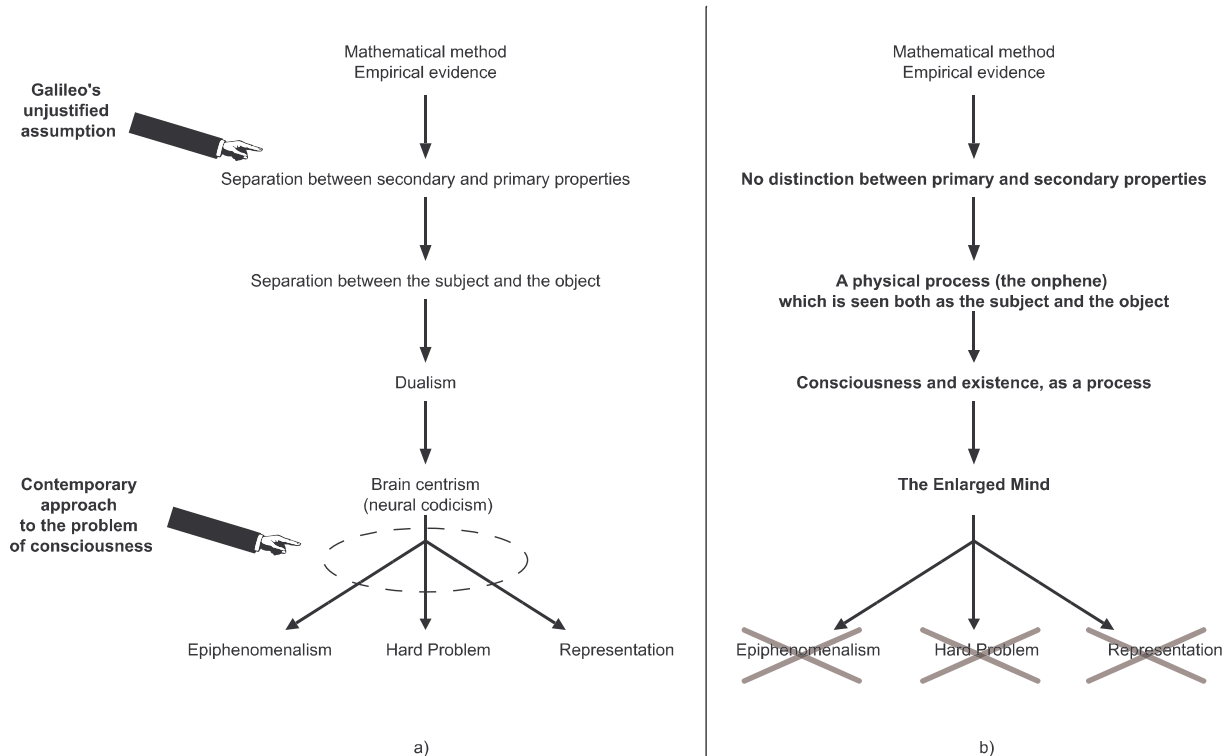 Mathematical method
Empirical evidence
Galileo's
unjustified
assumption
Separation between secondary and primary properties
Separation between the subject and the object
Dualism
Contemporary
approach
to the problem
of consciousness
Brain centrism
(neural codicism)
Epiphenomenalism
Hard Problem
Representation
a)
Mathematical method
Empirical evidence
No distinction between primary and secondary properties
A physical process (the onphene)
which is seen both as the subject and the object
Consciousness and existence, as a process
The Enlarged Mind
Epiphenomenalism
Hard Problem
Representation
b)